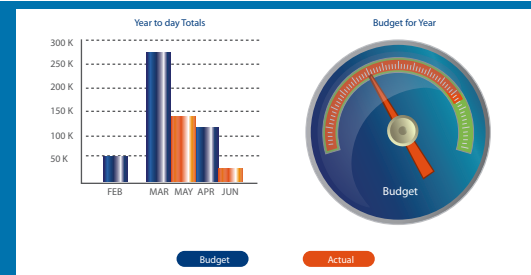 Year to day Totals
Budget for Year
300 K
250 K
200 K
150 K
100 K
50 K
FEB MAR MAY APR JUN
Budget
Budget
Actual